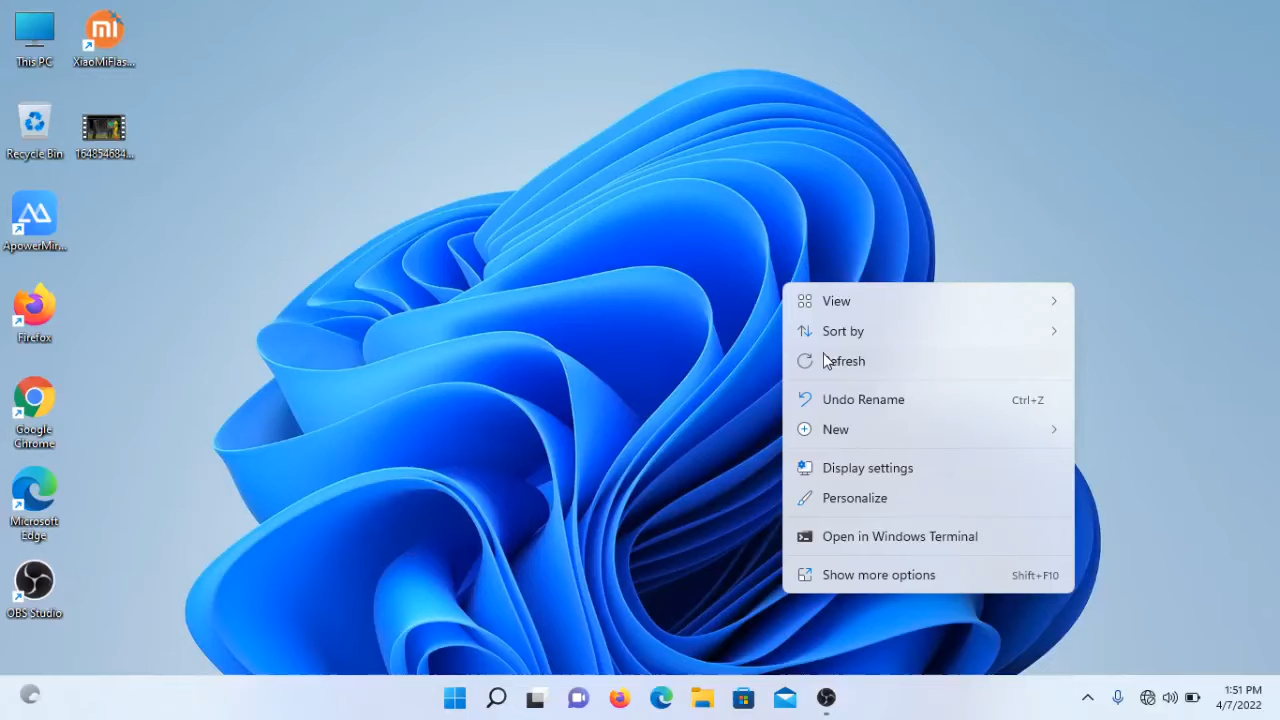 This PC
XiaoMiFlas...
Recycle Bin
164854684...
ApowerMir...
Firefox
Google
Chrome
Microsoft
Edge
OBS Studio
View
Sort by
Refresh
Undo Rename Ctrl+Z
New
Display settings
Personalize
Open in Windows Terminal
Show more options Shift+F10
1:51 PM
4/7/2022